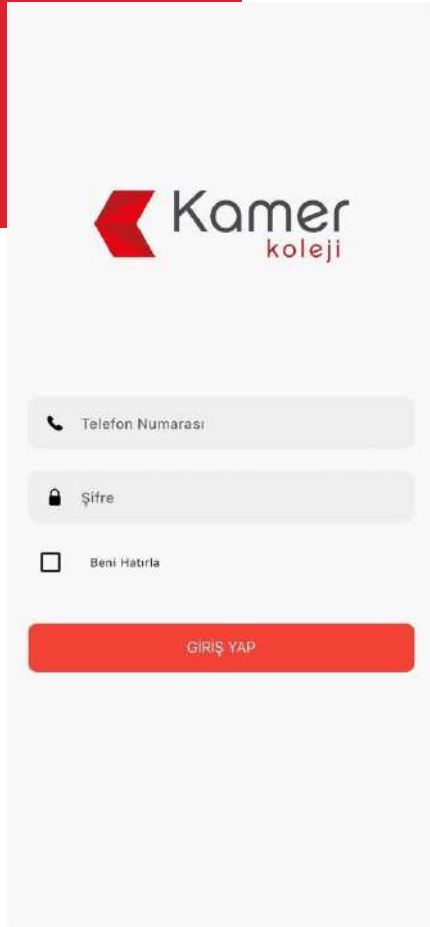 Kamer
koleji
Telefon Numarası
Şifre
Beni Hatırla
GİRİŞ YAP